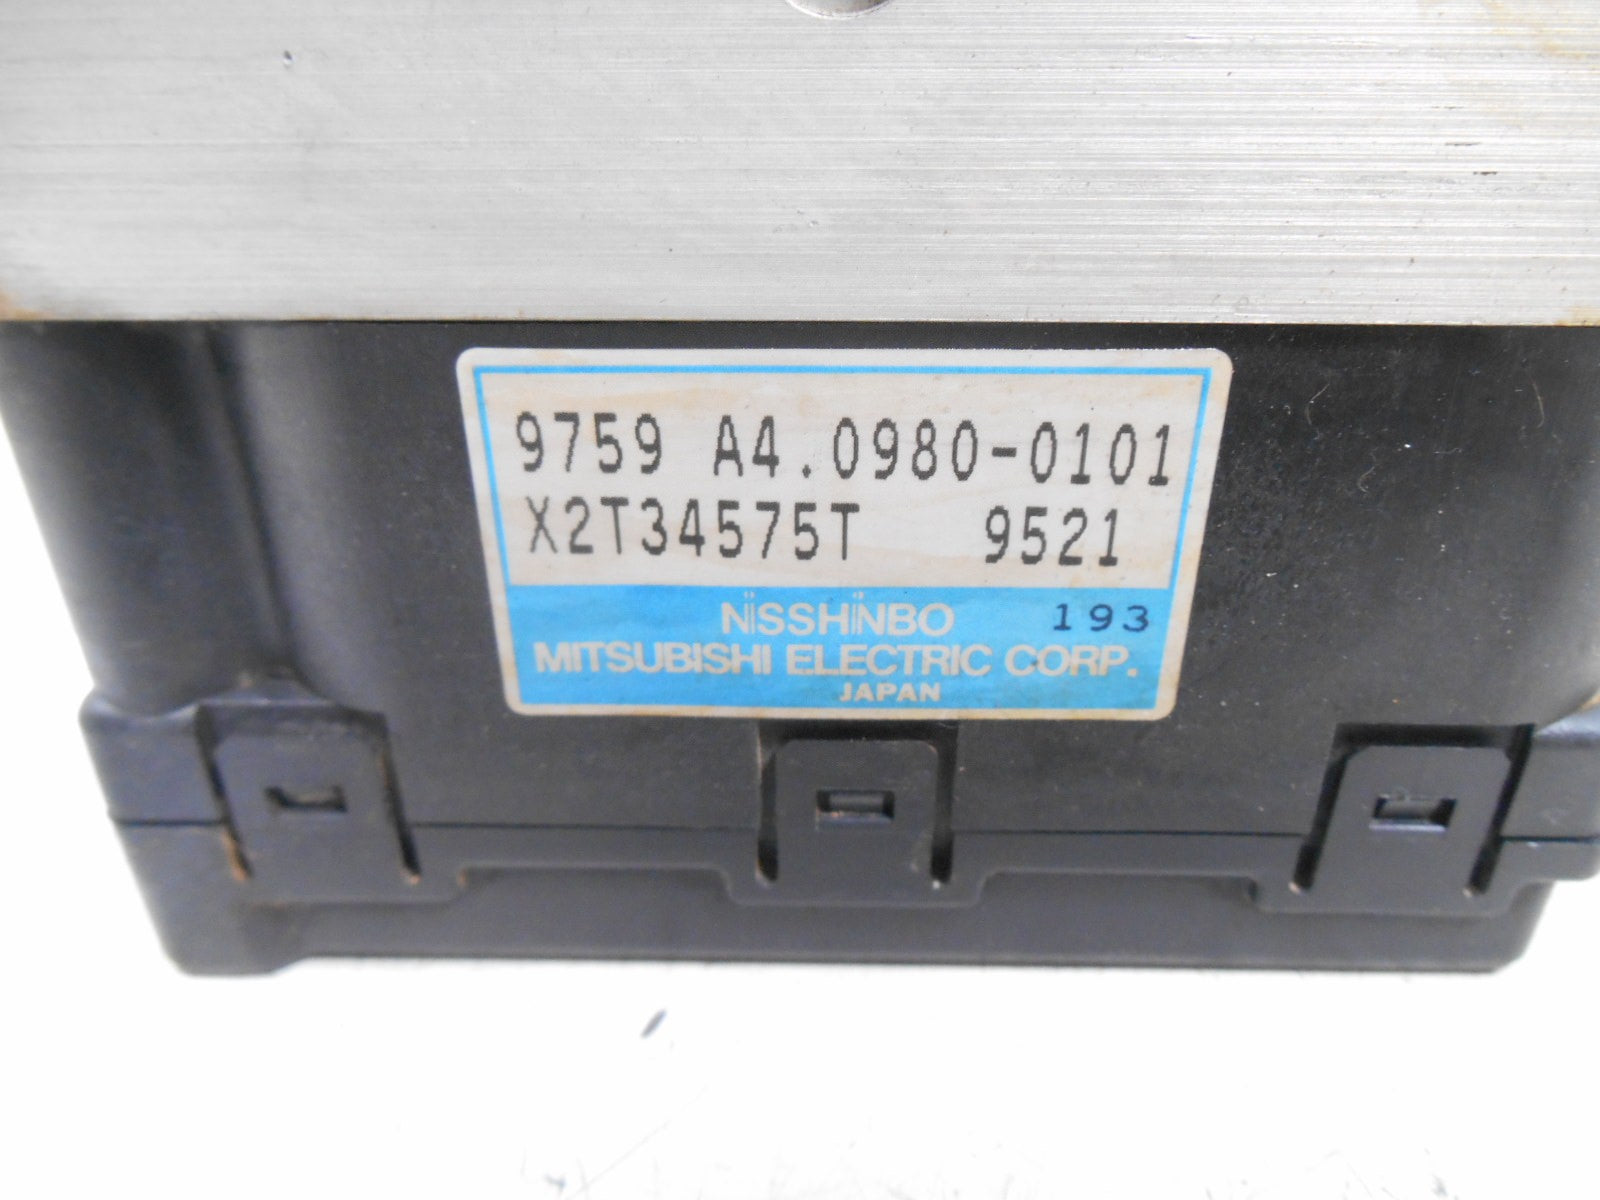 9759 A4.0980-0101
X2T34575T 9521
NISSHINBO 193
MITSUBISHI ELECTRIC CORP.
JAPAN